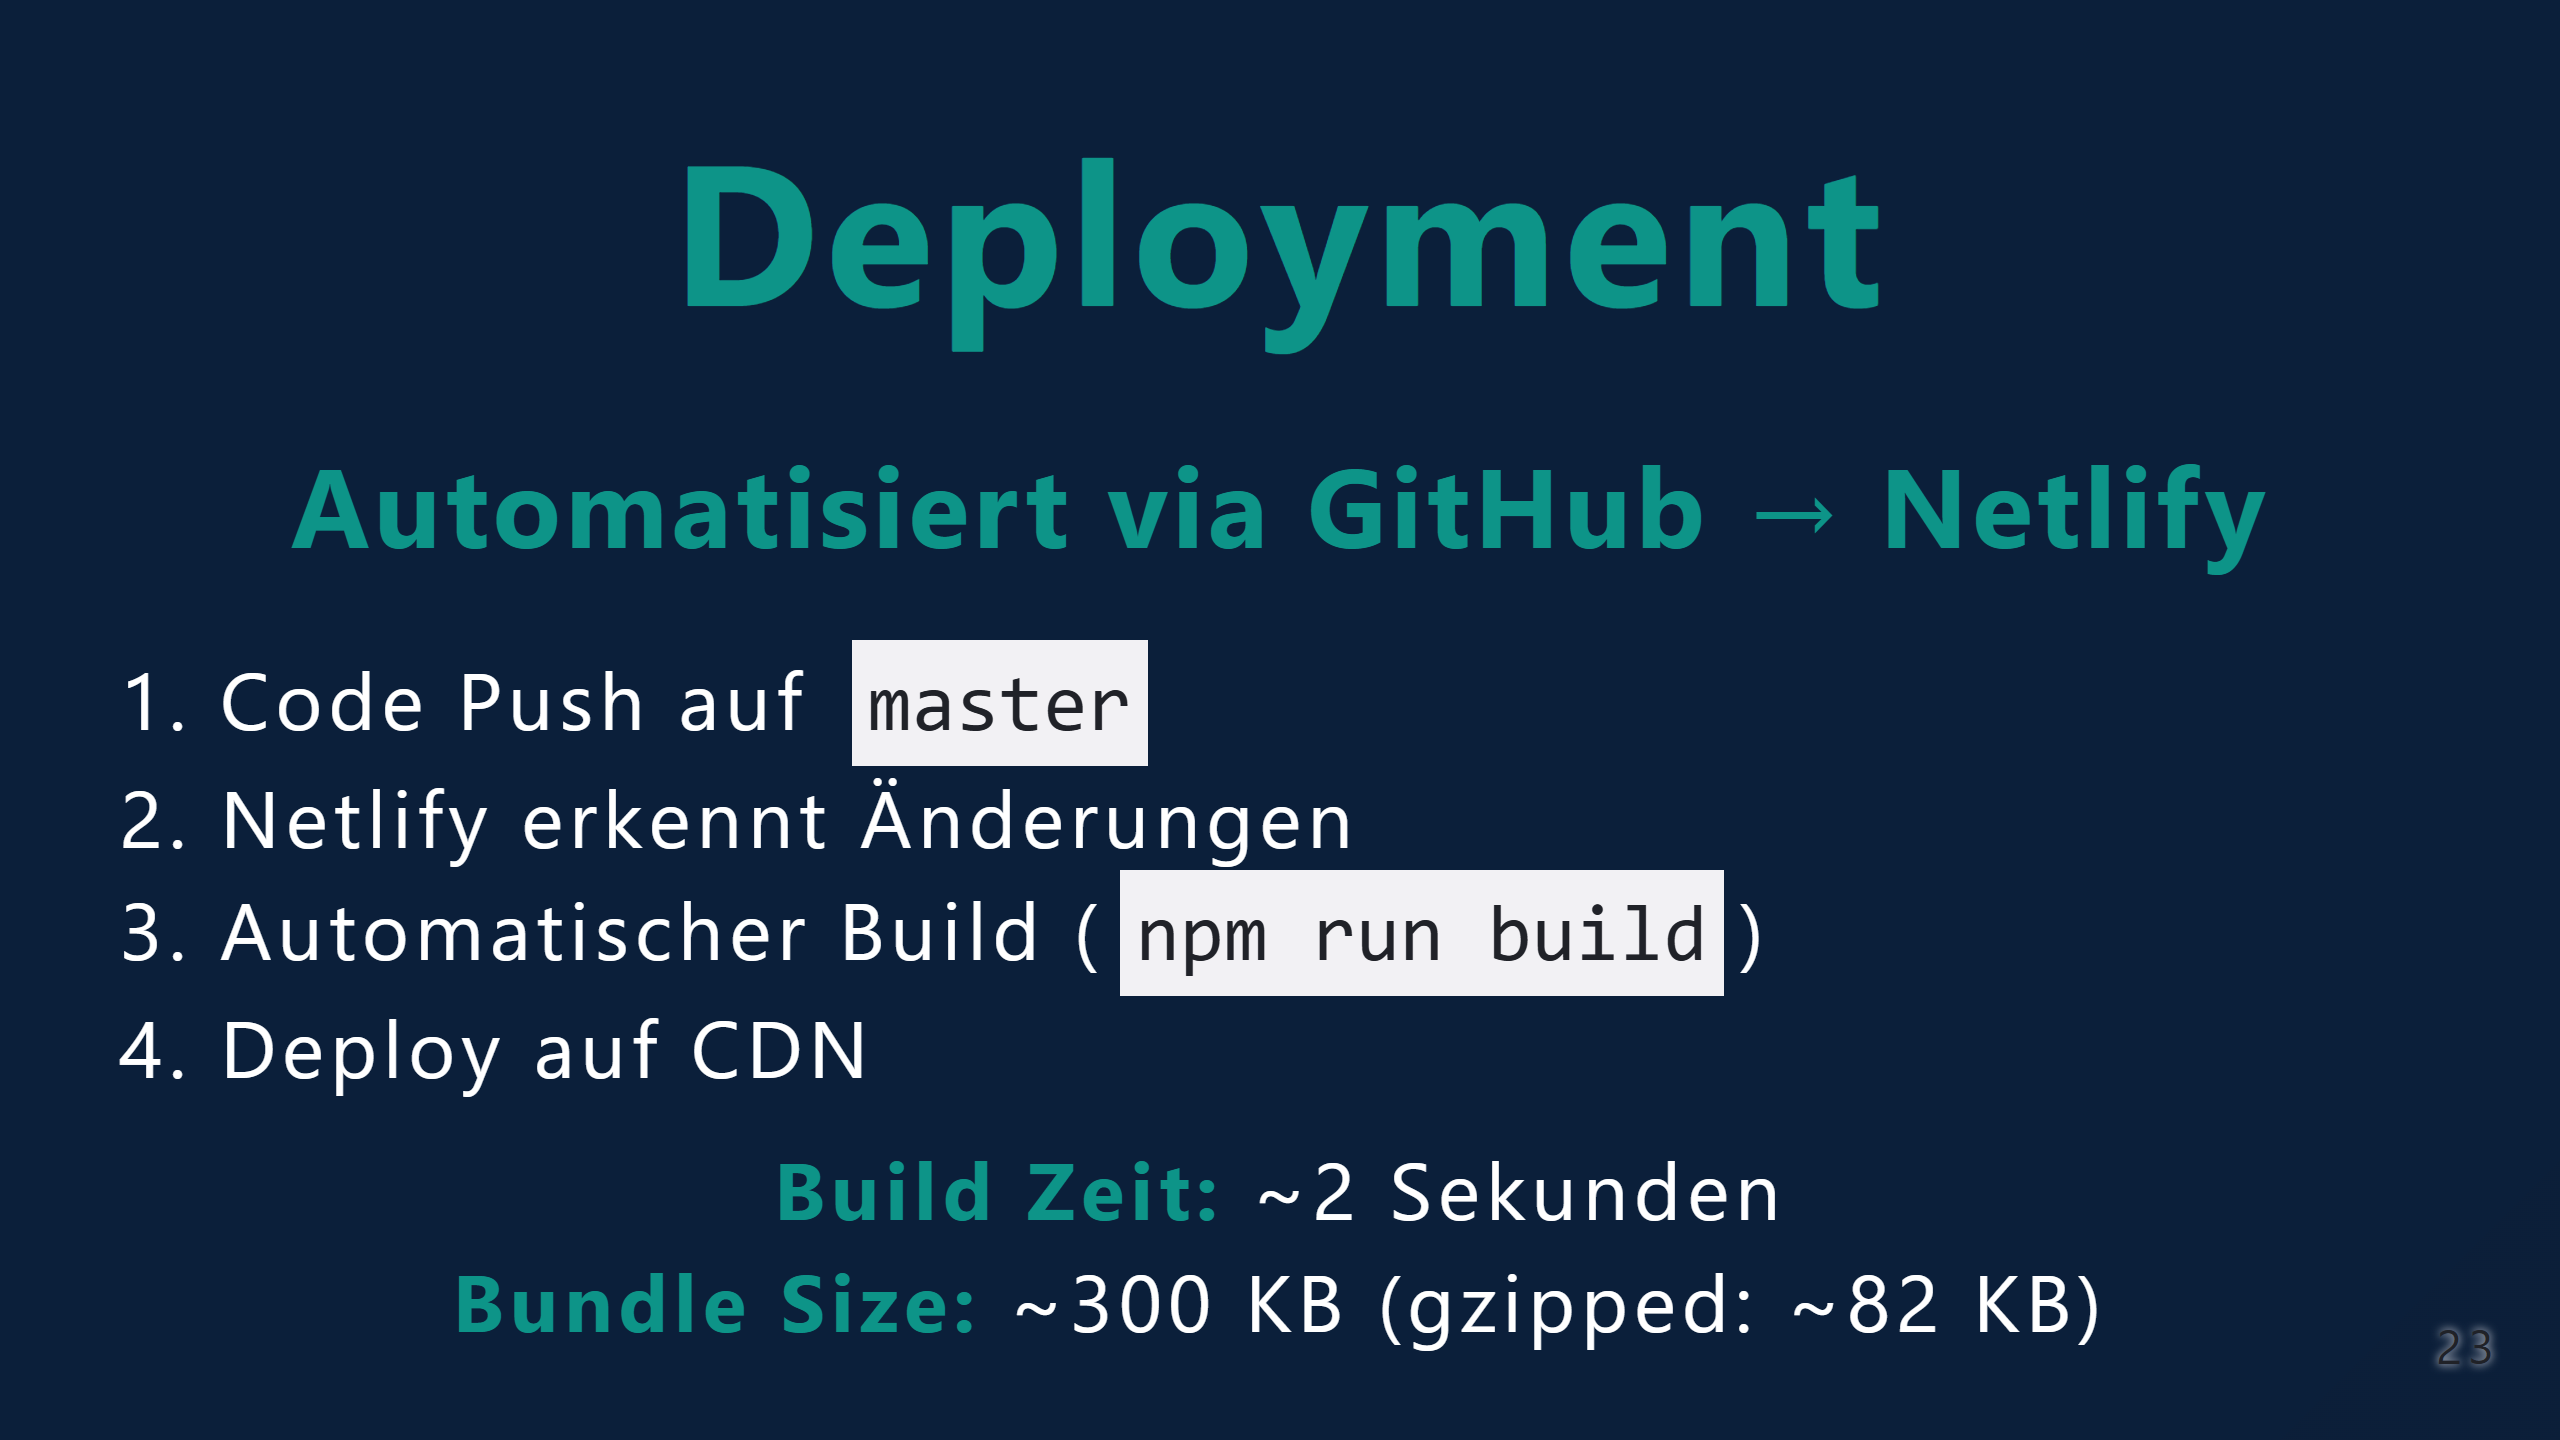 Deployment
Automatisiert via GitHub → Netlify
1. Code Push auf master
2. Netlify erkennt Änderungen
3. Automatischer Build ( npm run build )
4. Deploy auf CDN
Build Zeit: ~2 Sekunden
Bundle Size: ~300 KB (gzipped: ~82 KB)
23